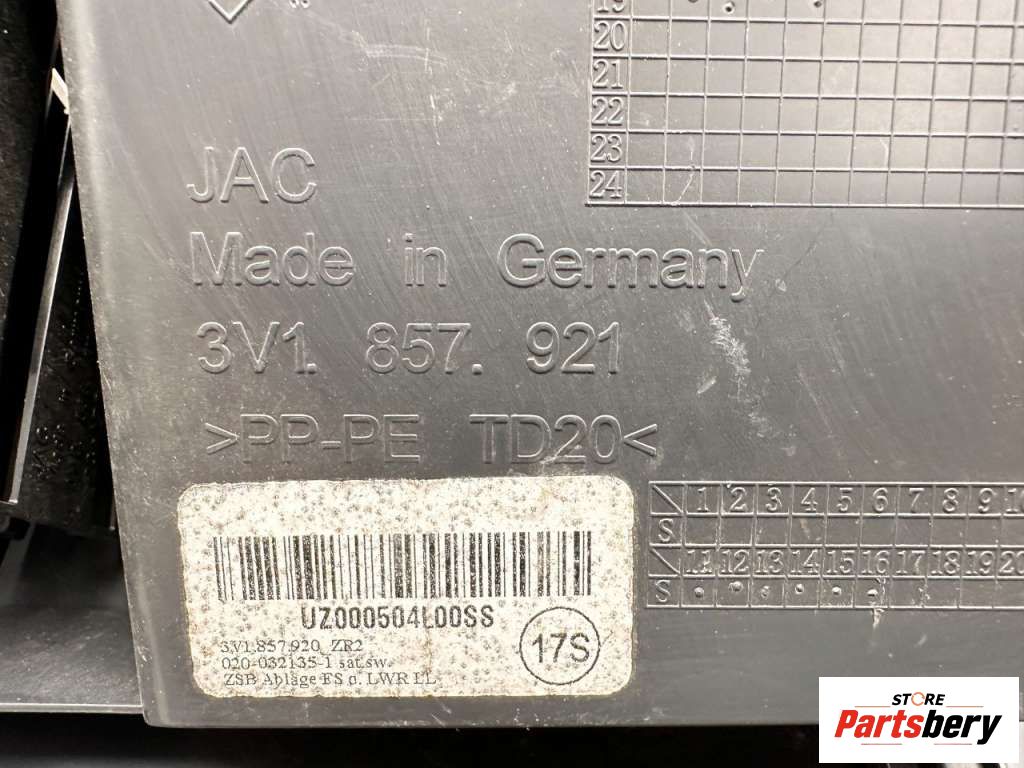 19
20
21
22
23
24
JAC
Made in Germany
3V1. 857. 921
>PP-PE TD20<
1 2 3 4 5 6 7 8 9
S
11 12 13 14 15 16 17 18 19 20
S
UZ000504L00SS
3V1.857.920 ZR2
020-032135-1 sat.sw.
ZSB Ablage FS o. LWR LL
17S
STORE
Partsbery